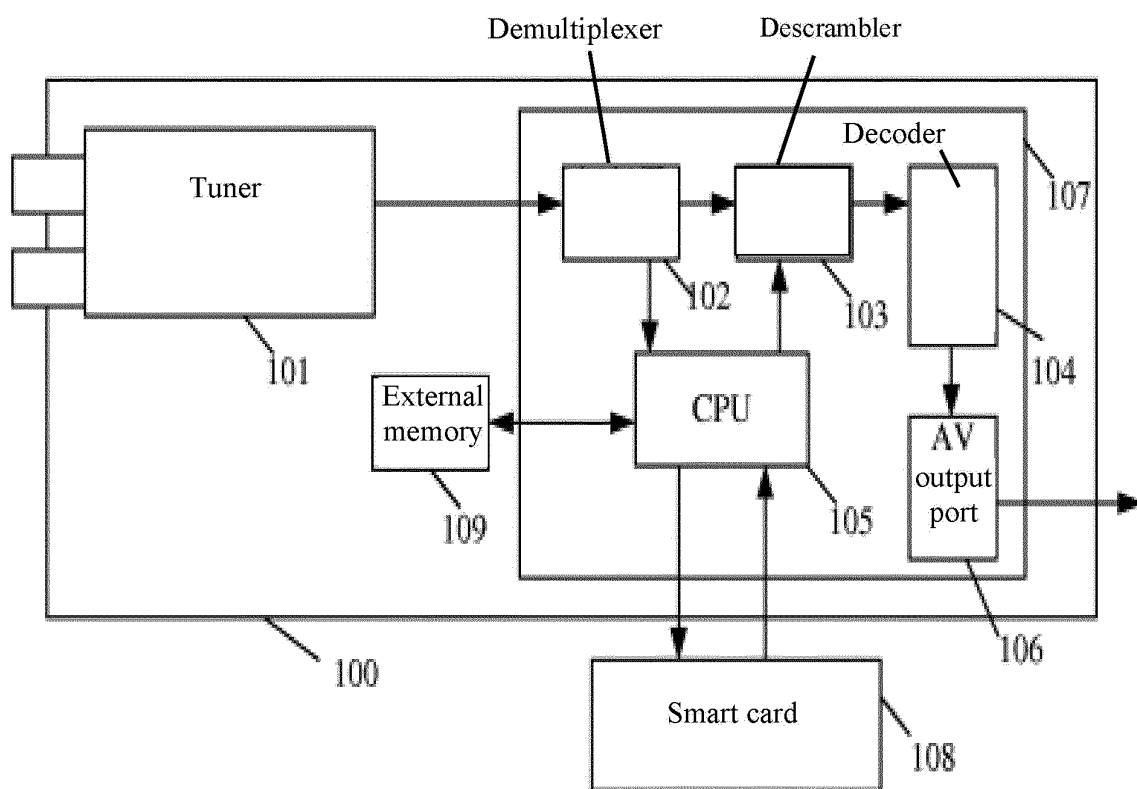 Demultiplexer
Descrambler
Decoder
Tuner
107
102
103
101
104
External
memory
CPU
AV
output
port
109
105
106
100
Smart card
108